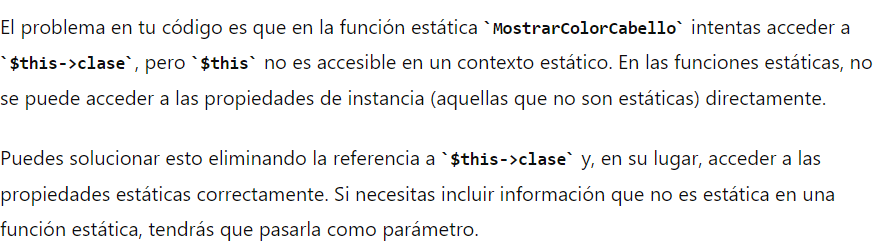 El problema en tu código es que en la función estática `MostrarColorCabello` intentas acceder a
`$this->clase`, pero `$this` no es accesible en un contexto estático. En las funciones estáticas, no
se puede acceder a las propiedades de instancia (aquellas que no son estáticas) directamente.
Puedes solucionar esto eliminando la referencia a `$this->clase` y, en su lugar, acceder a las
propiedades estáticas correctamente. Si necesitas incluir información que no es estática en una
función estática, tendrás que pasarla como parámetro.